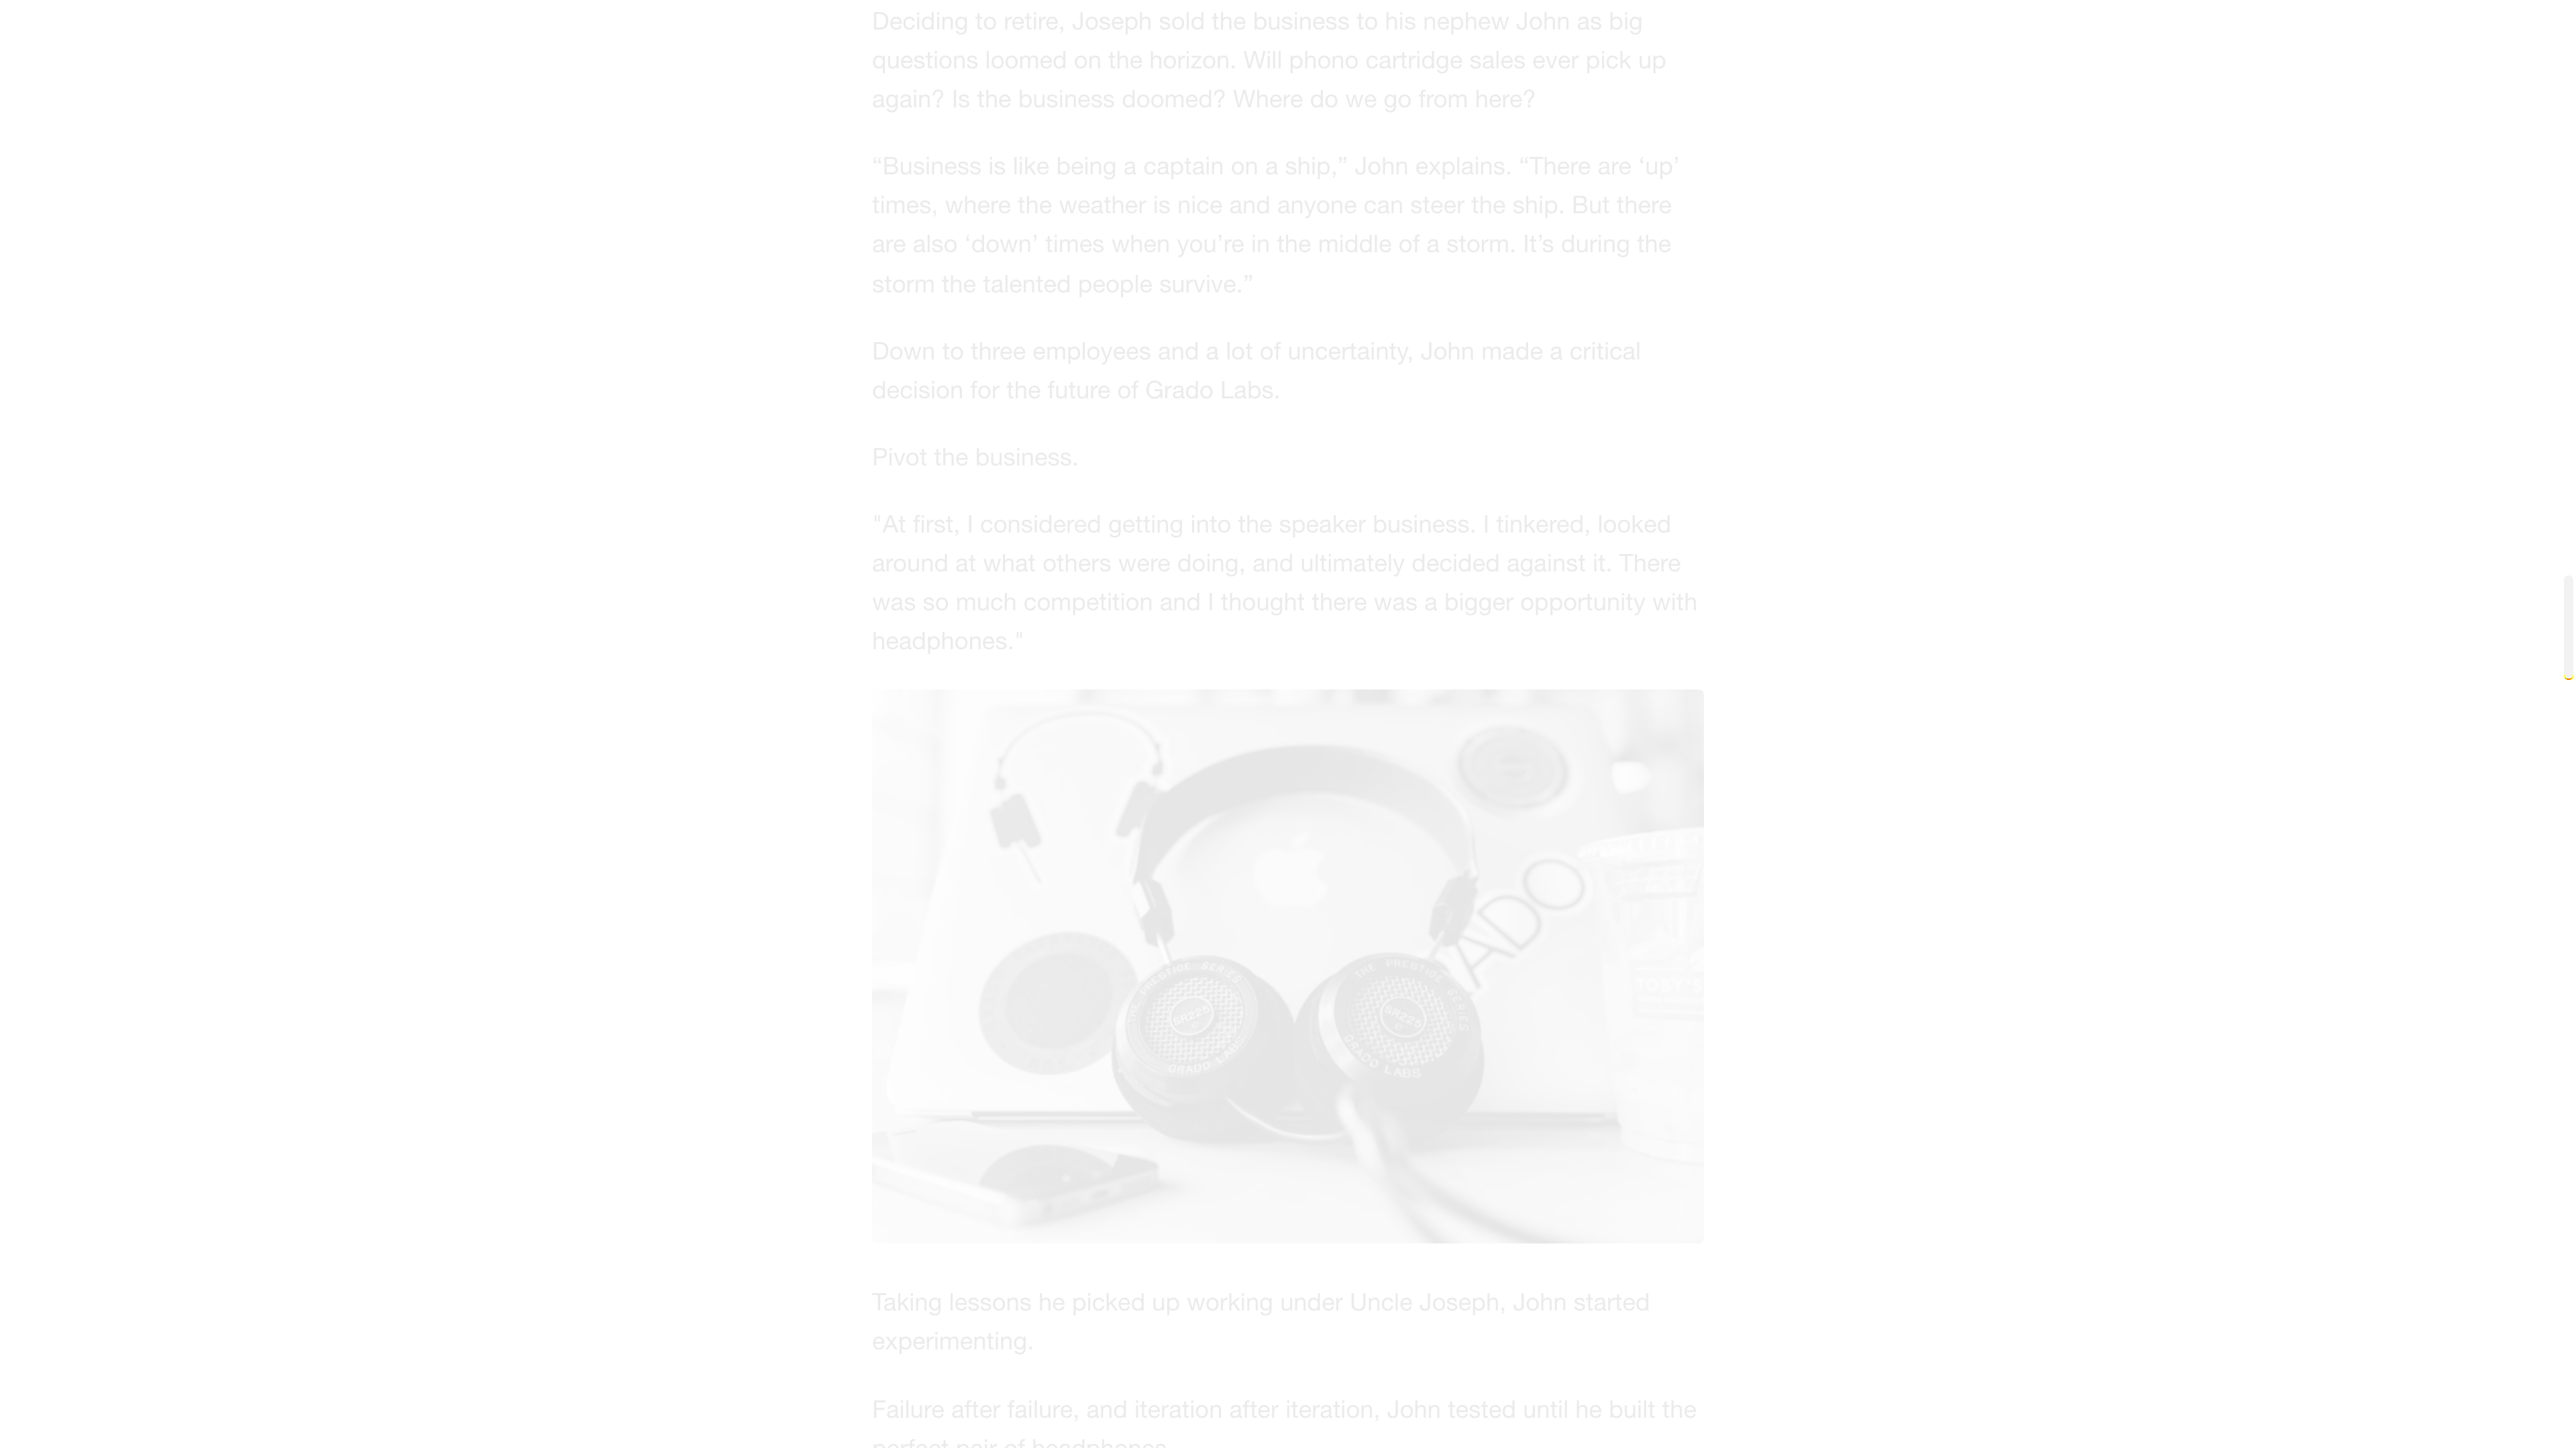 Deciding to retire, Joseph sold the business to his nephew John as big
questions loomed on the horizon. Will phono cartridge sales ever pick up
again? Is the business doomed? Where do we go from here?
“Business is like being a captain on a ship,” John explains. “There are ‘up’
times, where the weather is nice and anyone can steer the ship. But there
are also ‘down’ times when you’re in the middle of a storm. It’s during the
storm the talented people survive.”
Down to three employees and a lot of uncertainty, John made a critical
decision for the future of Grado Labs.
Pivot the business.
"At first, I considered getting into the speaker business. I tinkered, looked
around at what others were doing, and ultimately decided against it. There
was so much competition and I thought there was a bigger opportunity with
headphones."
ADO
PRESTIGE SERIES
SR225
GRADO LABS
THE PRESTIGE SERIES
SR225
GRADO LABS
Taking lessons he picked up working under Uncle Joseph, John started
experimenting.
Failure after failure, and iteration after iteration, John tested until he built the
perfect pair of headphones